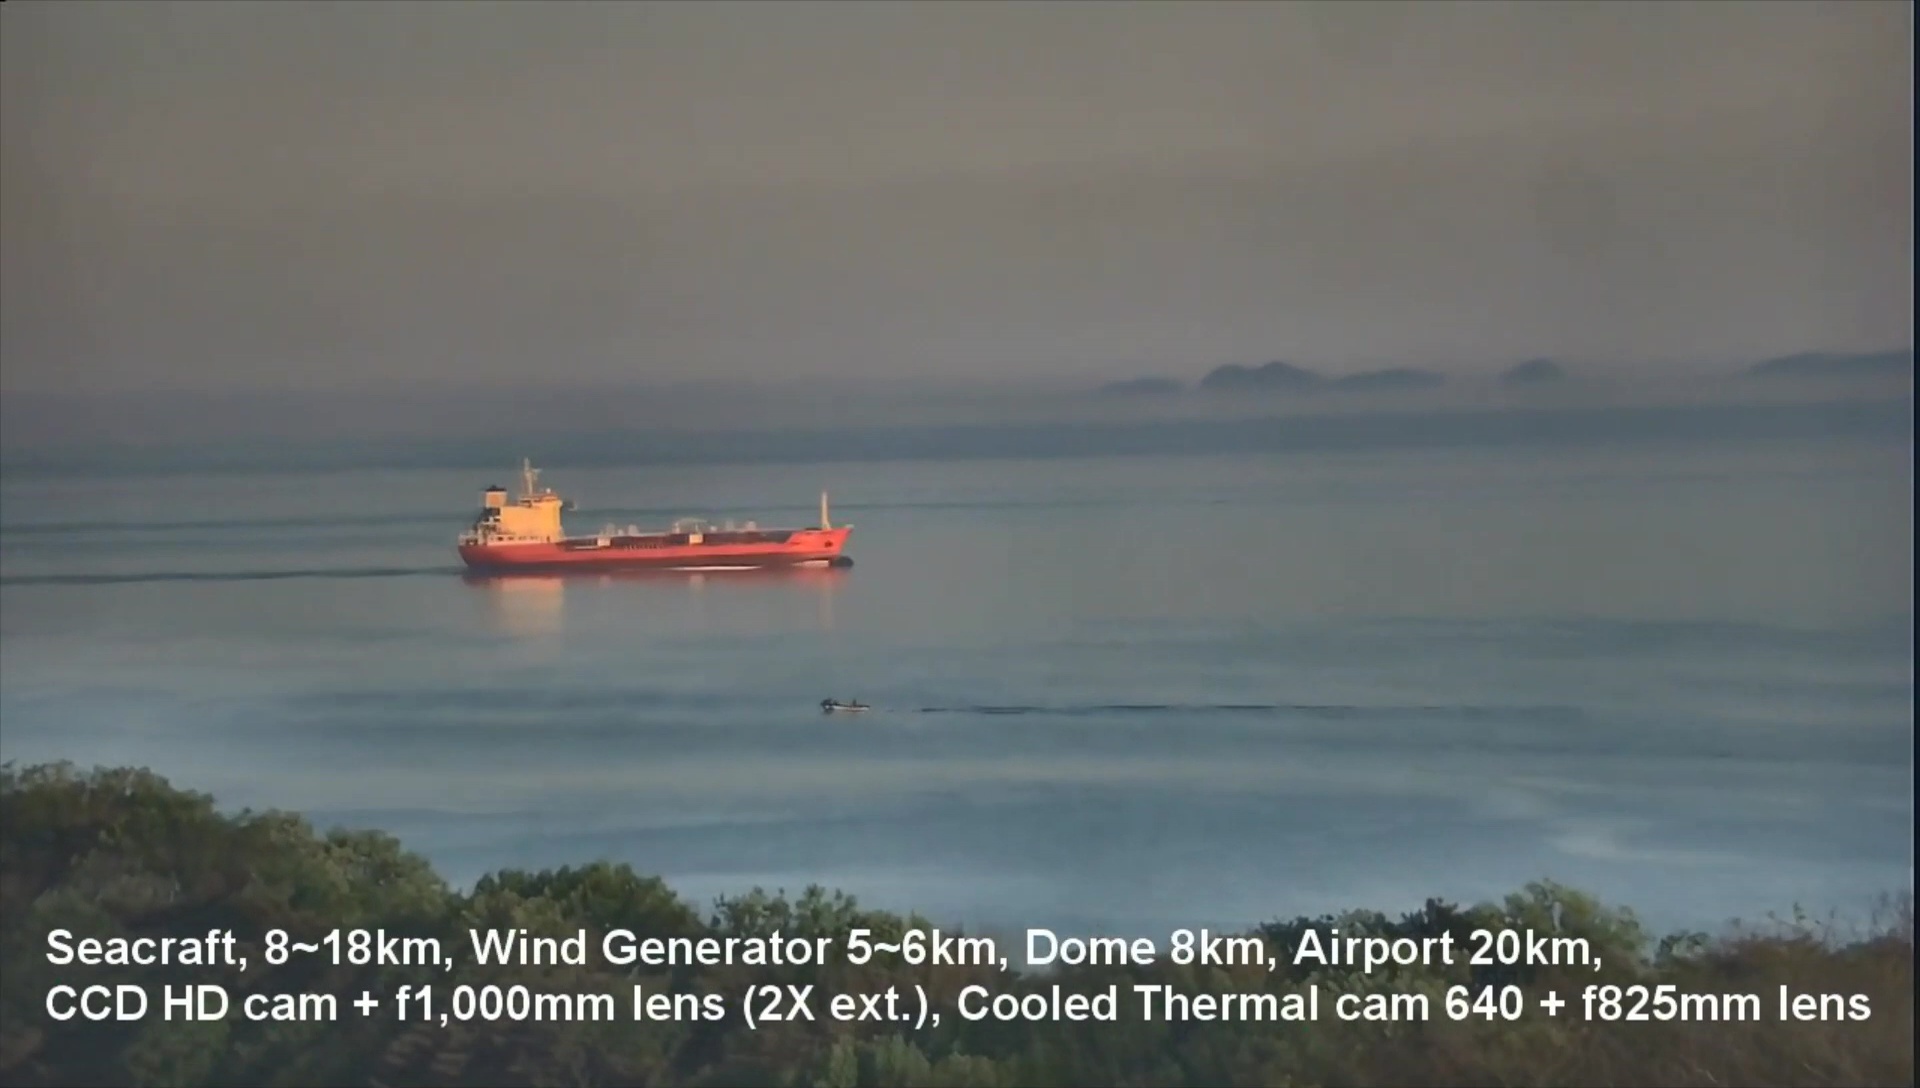 Seacraft, 8~18km, Wind Generator 5~6km, Dome 8km, Airport 20km,
CCD HD cam + f1,000mm lens (2X ext.), Cooled Thermal cam 640 + f825mm lens